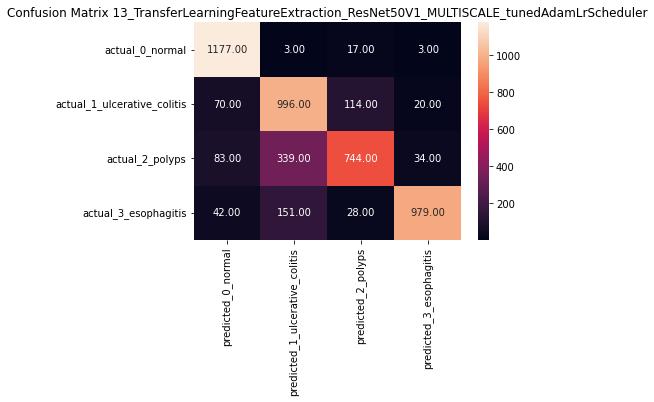 Confusion Matrix 13_TransferLearningFeatureExtraction_ResNet50V1_MULTISCALE_tunedAdamLrScheduler
actual_0_normal 1177.00 3.00 17.00 3.00
actual_1_ulcerative_colitis 70.00 996.00 114.00 20.00
actual_2_polyps 83.00 339.00 744.00 34.00
actual_3_esophagitis 42.00 151.00 28.00 979.00
predicted_0_normal
predicted_1_ulcerative_colitis
predicted_2_polyps
predicted_3_esophagitis
1000
800
600
400
200